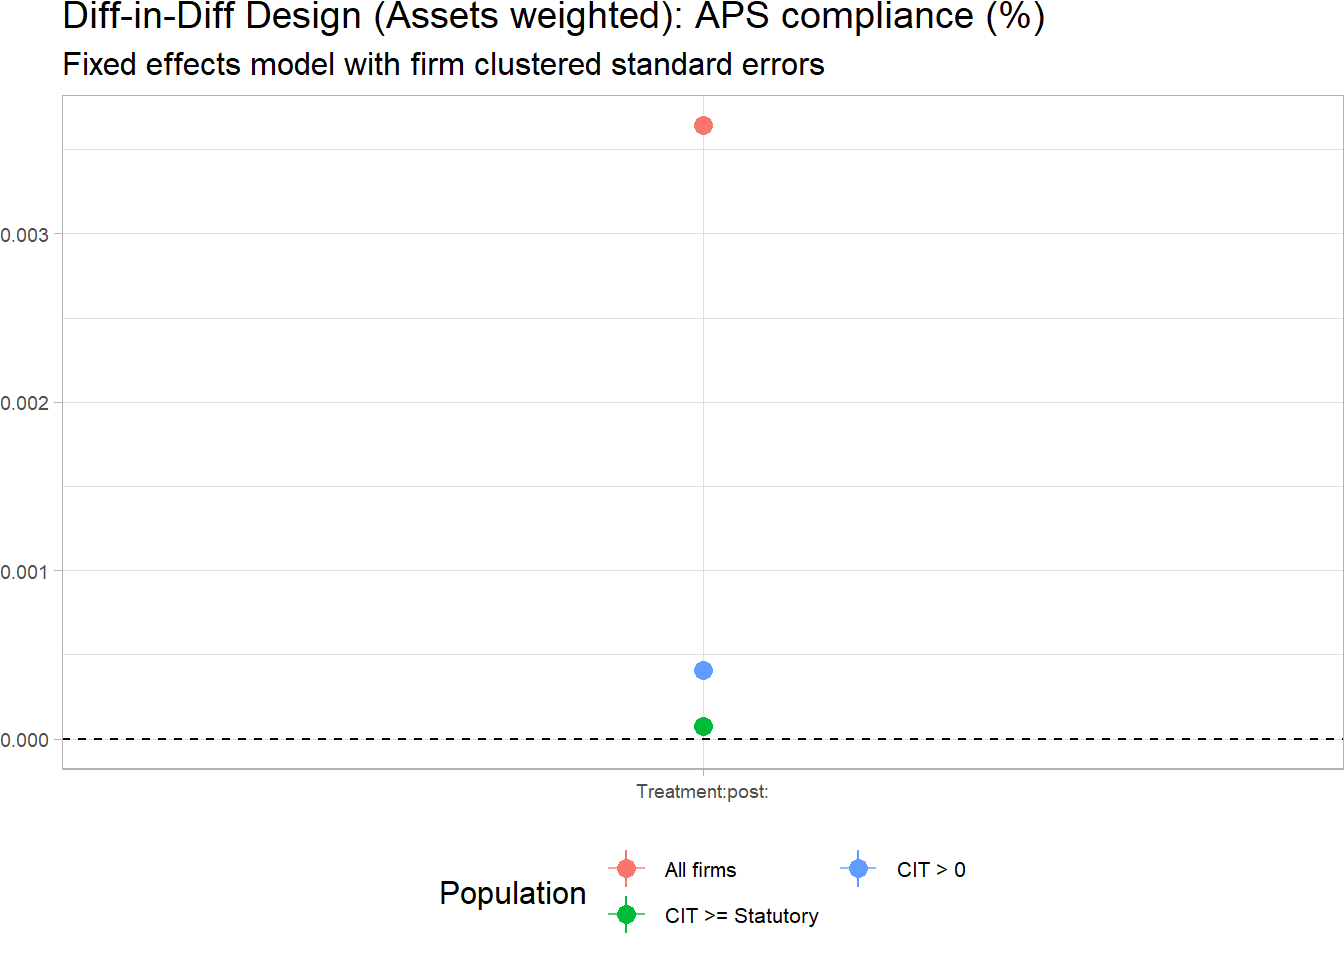 Diff-in-Diff Design (Assets weighted): APS compliance (%)
Fixed effects model with firm clustered standard errors
0.003
0.002
0.001
0.000
Treatment:post:
Population
All firms
CIT > 0
CIT >= Statutory